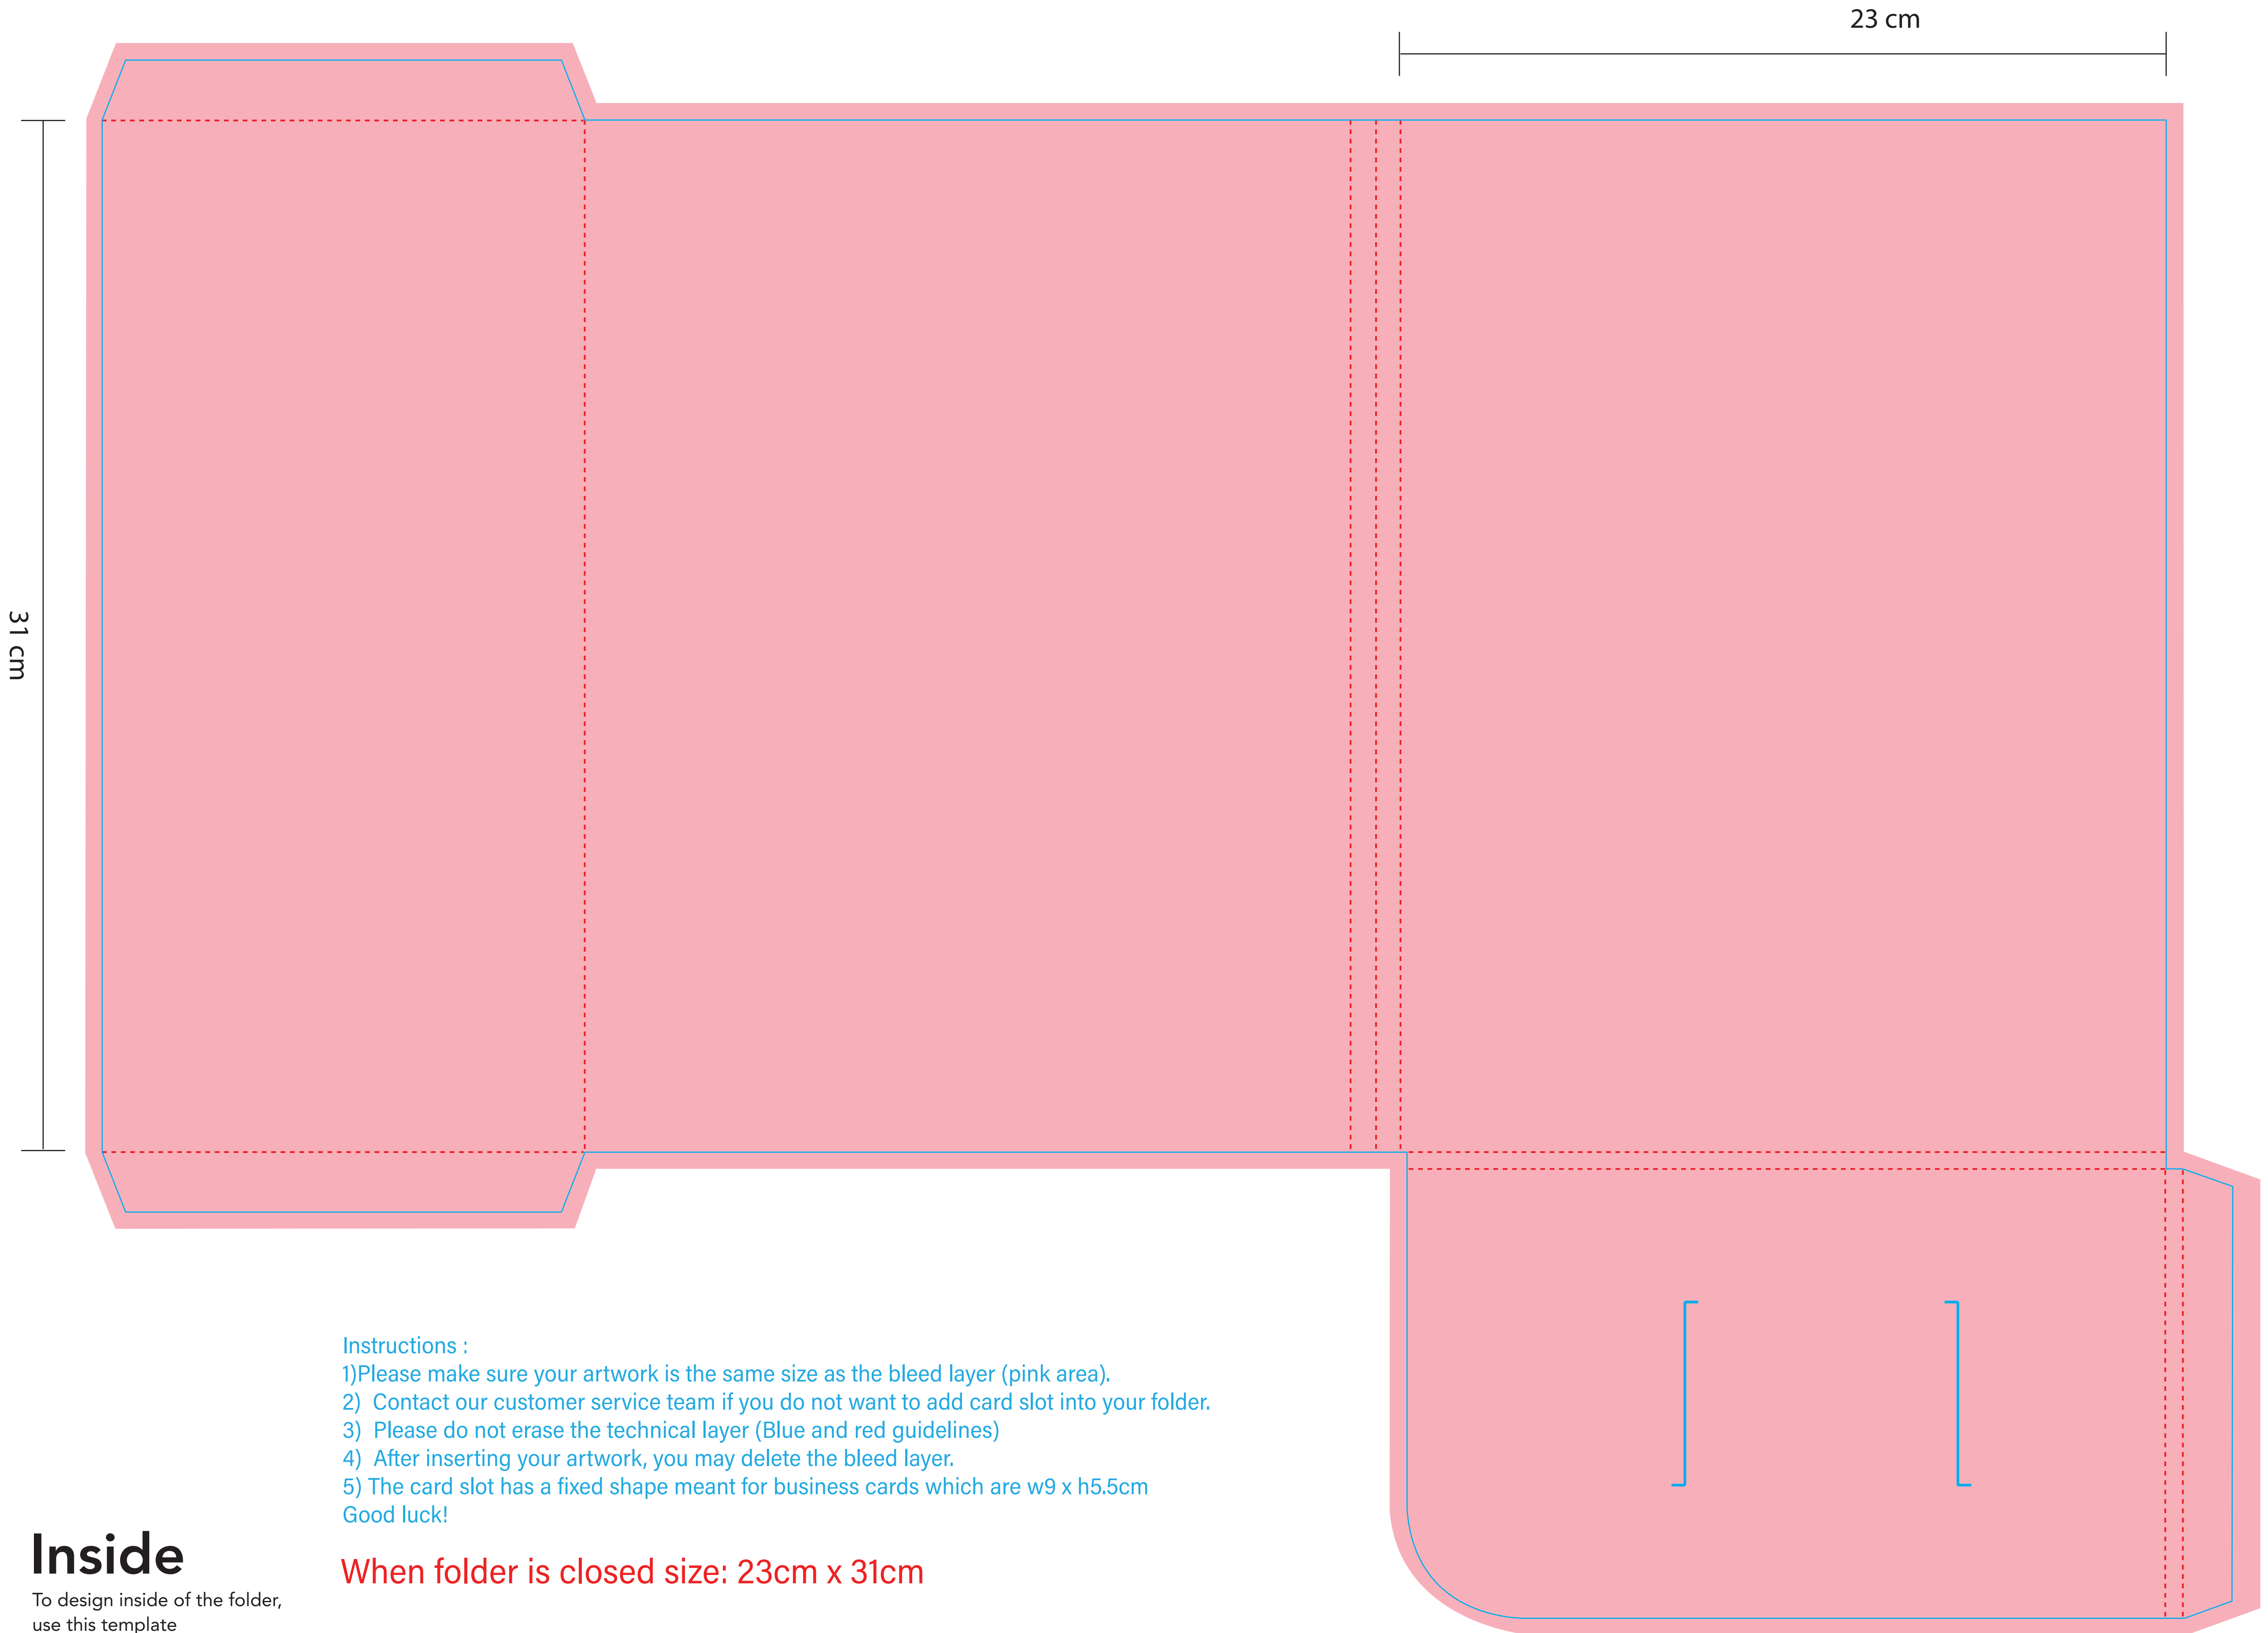 23 cm
31 cm
Instructions :
1)Please make sure your artwork is the same size as the bleed layer (pink area).
2)  Contact our customer service team if you do not want to add card slot into your folder.
3)  Please do not erase the technical layer (Blue and red guidelines)
4)  After inserting your artwork, you may delete the bleed layer.
5) The card slot has a fixed shape meant for business cards which are w9 x h5.5cm
Good luck!
When folder is closed size: 23cm x 31cm
Inside
To design inside of the folder,
use this template